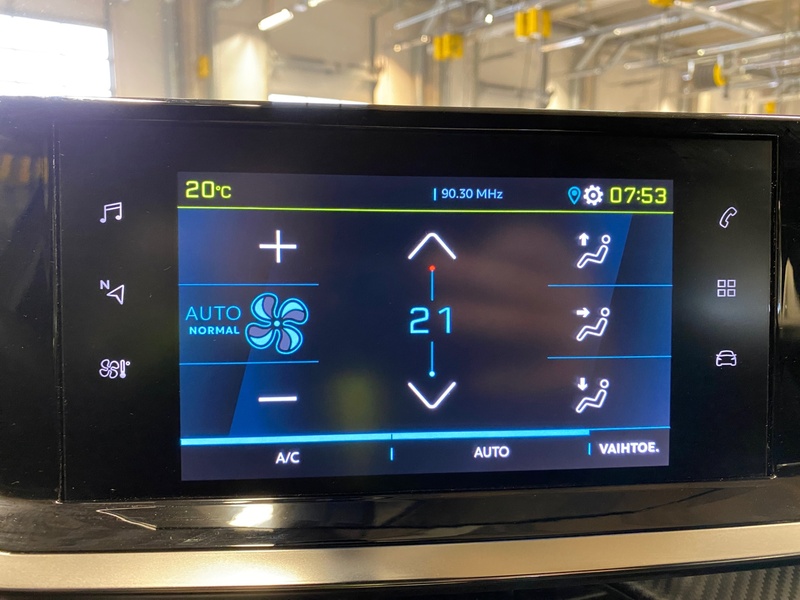 20°C
90.30 MHz
07:53
N
AUTO
NORMAL
21
A/C
AUTO
VAIHTOE.